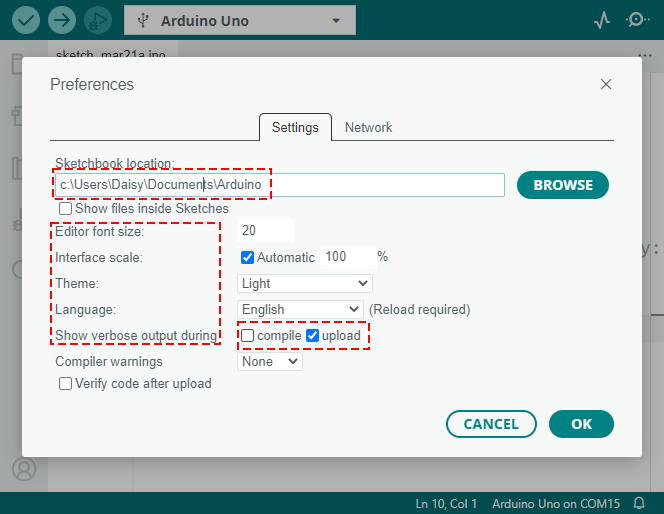 Arduino Uno
sketch_mar21a.ino
...
Preferences
Settings Network
Sketchbook location:
c:\Users\Daisy\Documents\Arduino
BROWSE
Show files inside Sketches
Editor font size: 20
Interface scale: Automatic 100 %
Theme: Light
Language: English (Reload required)
Show verbose output during compile upload
Compiler warnings None
Verify code after upload
CANCEL OK
y:
Ln 10, Col 1 Arduino Uno on COM15